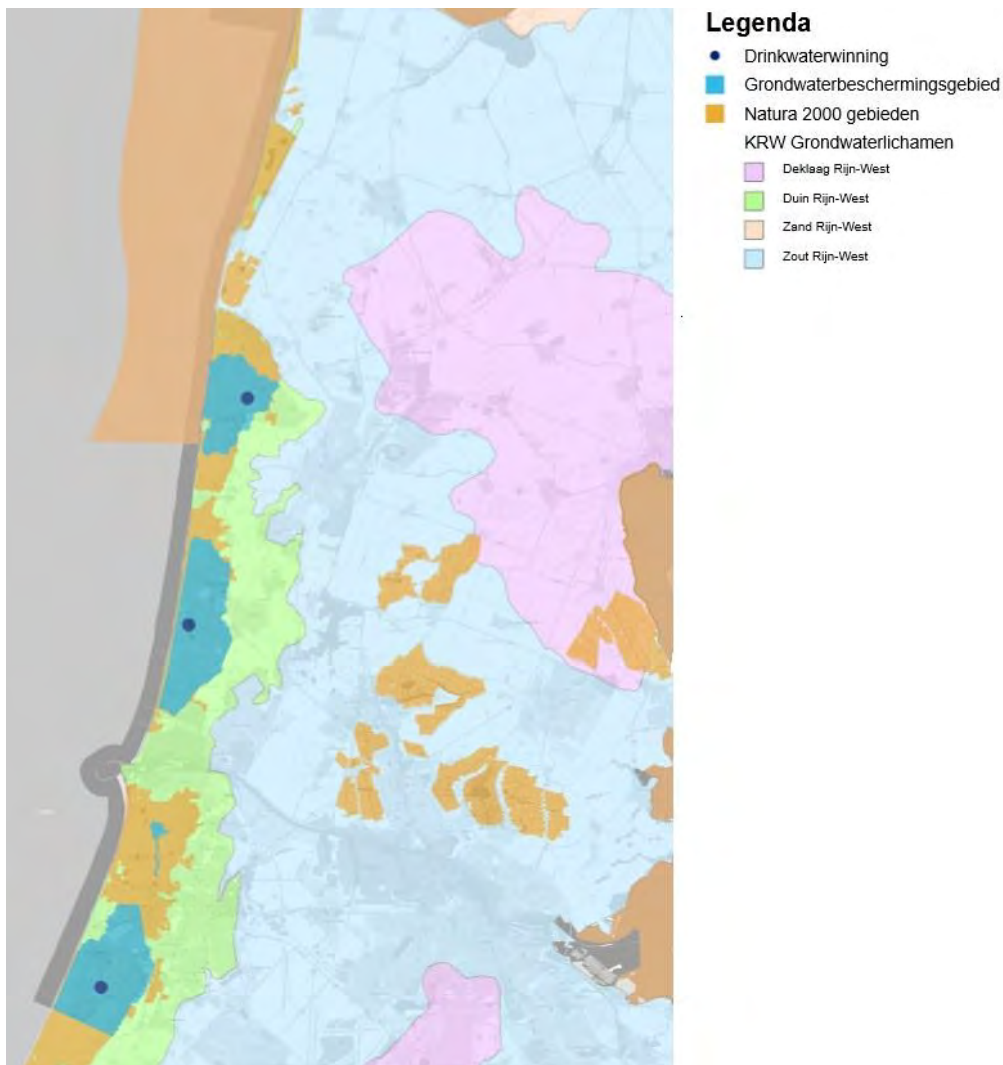 Legenda
Drinkwaterwinning
Grondwaterbeschermingsgebied
Natura 2000 gebieden
KRW Grondwaterlichamen
Deklaag Rijn-West
Duin Rijn-West
Zand Rijn-West
Zout Rijn-West